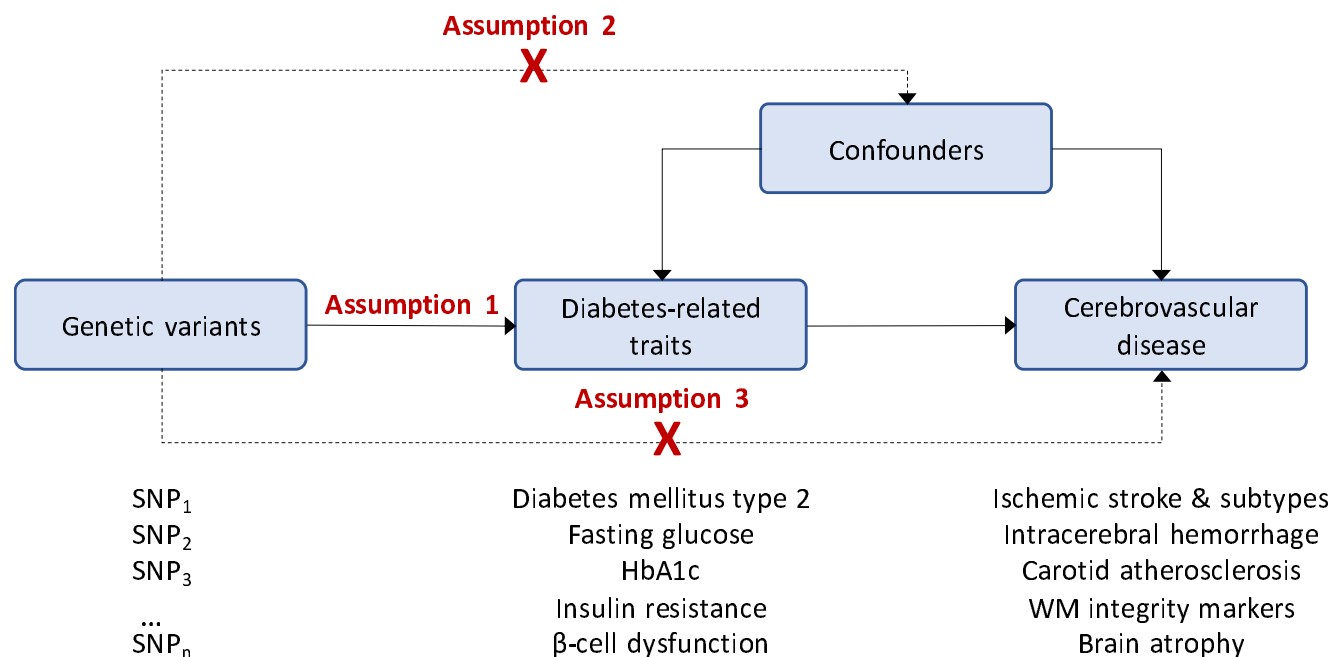 Assumption 2
X
Confounders
Genetic variants
Assumption 1
Diabetes-related
traits
Cerebrovascular
disease
Assumption 3
X
SNP₁
SNP₂
SNP₃
...
SNPₙ
Diabetes mellitus type 2
Fasting glucose
HbA1c
Insulin resistance
β-cell dysfunction
Ischemic stroke & subtypes
Intracerebral hemorrhage
Carotid atherosclerosis
WM integrity markers
Brain atrophy